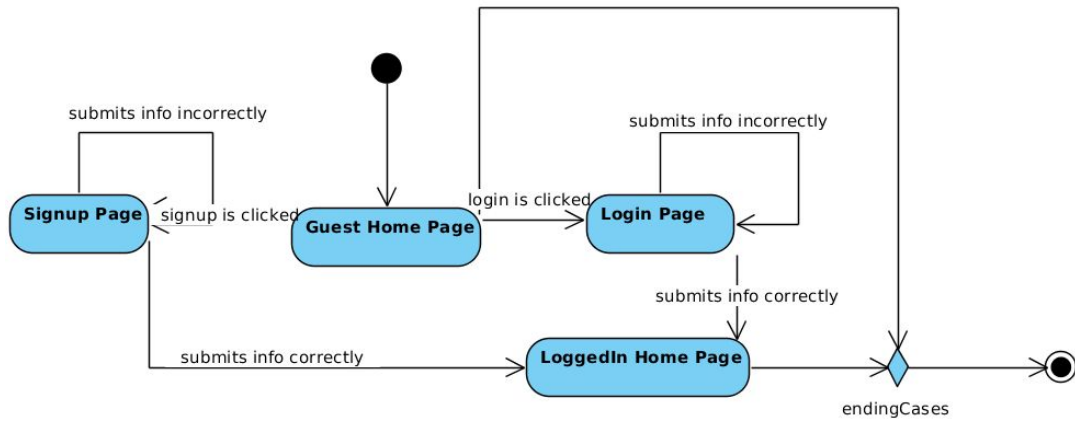 submits info incorrectly
submits info incorrectly
Signup Page
signup is clicked
Guest Home Page
login is clicked
Login Page
submits info correctly
submits info correctly
LoggedIn Home Page
endingCases